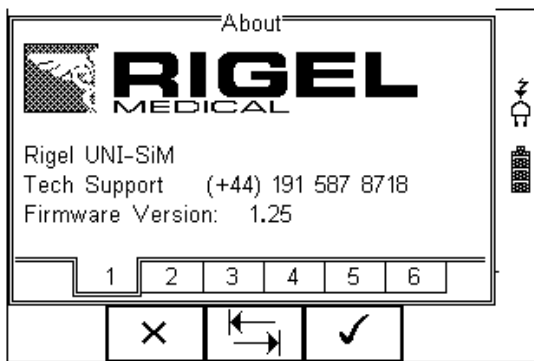 About
RIGEL
MEDICAL
Rigel UNI-SiM
Tech Support (+44) 191 587 8718
Firmware Version: 1.25
1 2 3 4 5 6